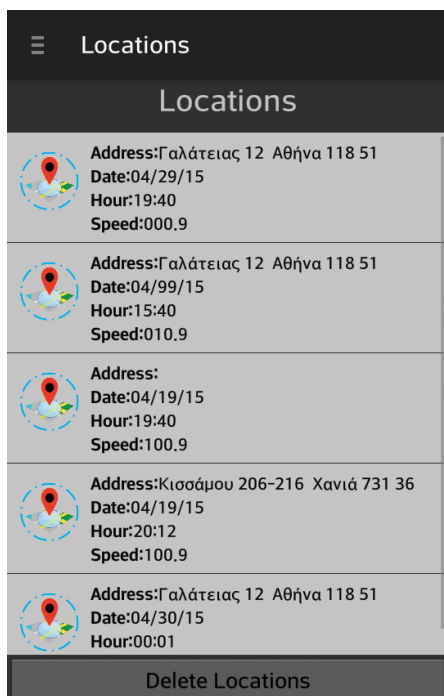 Locations
Locations
Address:Γαλάτειας 12 Αθήνα 118 51
Date:04/29/15
Hour:19:40
Speed:000.9
Address:Γαλάτειας 12 Αθήνα 118 51
Date:04/99/15
Hour:15:40
Speed:010.9
Address:
Date:04/19/15
Hour:19:40
Speed:100.9
Address:Κισσάμου 206-216 Χανιά 731 36
Date:04/19/15
Hour:20:12
Speed:100.9
Address:Γαλάτειας 12 Αθήνα 118 51
Date:04/30/15
Hour:00:01
Delete Locations